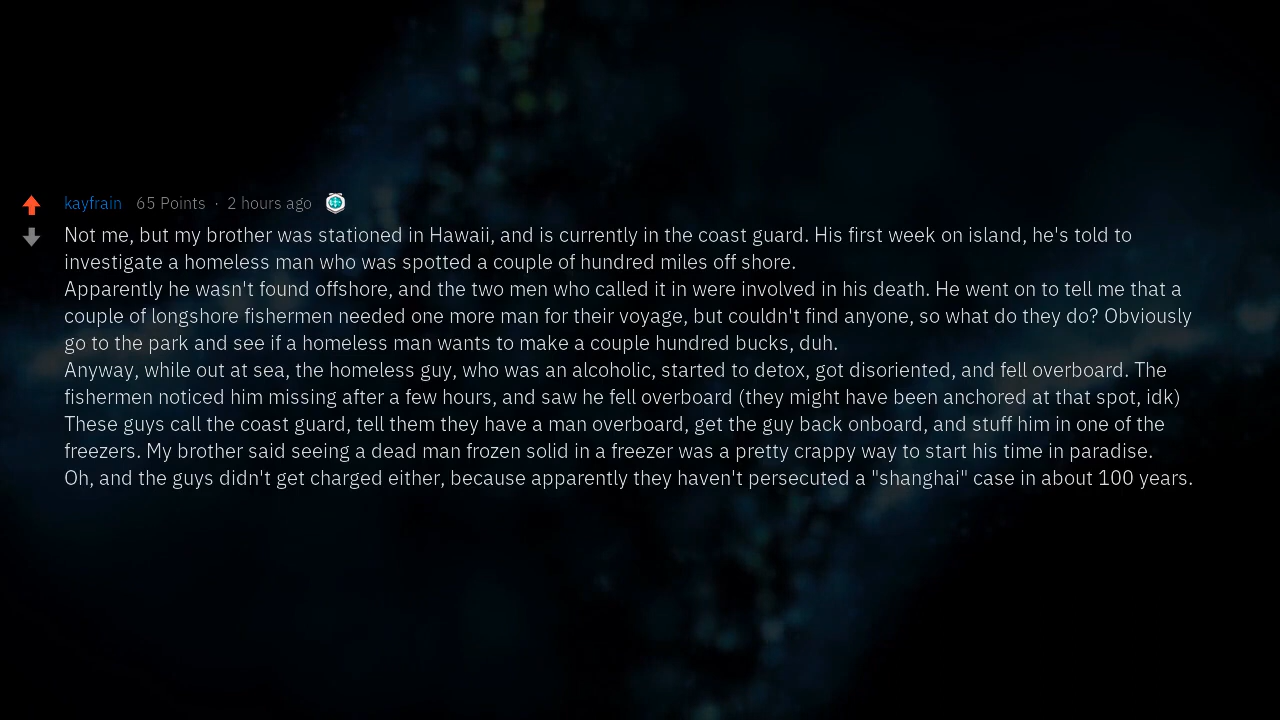 kayfrain 65 Points · 2 hours ago
Not me, but my brother was stationed in Hawaii, and is currently in the coast guard. His first week on island, he's told to
investigate a homeless man who was spotted a couple of hundred miles off shore.
Apparently he wasn't found offshore, and the two men who called it in were involved in his death. He went on to tell me that a
couple of longshore fishermen needed one more man for their voyage, but couldn't find anyone, so what do they do? Obviously
go to the park and see if a homeless man wants to make a couple hundred bucks, duh.
Anyway, while out at sea, the homeless guy, who was an alcoholic, started to detox, got disoriented, and fell overboard. The
fishermen noticed him missing after a few hours, and saw he fell overboard (they might have been anchored at that spot, idk)
These guys call the coast guard, tell them they have a man overboard, get the guy back onboard, and stuff him in one of the
freezers. My brother said seeing a dead man frozen solid in a freezer was a pretty crappy way to start his time in paradise.
Oh, and the guys didn't get charged either, because apparently they haven't persecuted a "shanghai" case in about 100 years.